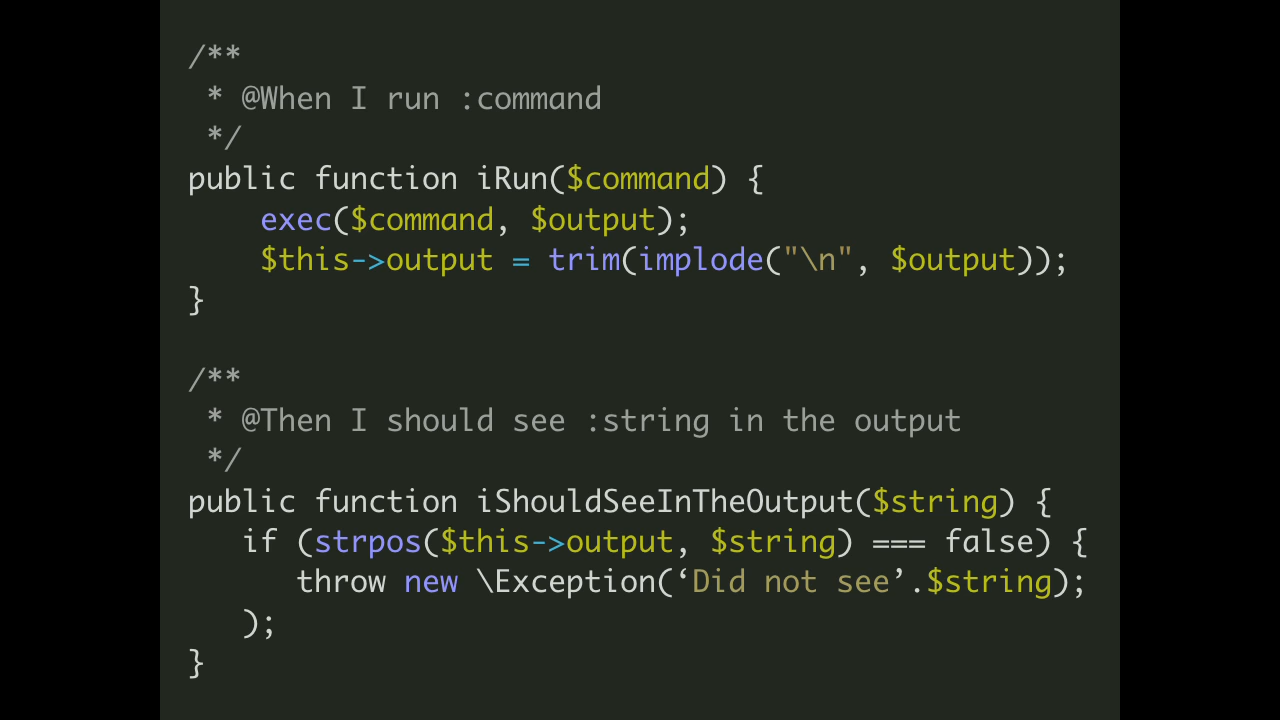 /**
 * @When I run :command
 */
public function iRun($command) {
    exec($command, $output);
    $this->output = trim(implode("\n", $output));
}

/**
 * @Then I should see :string in the output
 */
public function iShouldSeeInTheOutput($string) {
   if (strpos($this->output, $string) === false) {
      throw new \Exception(‘Did not see’.$string);
   );
}